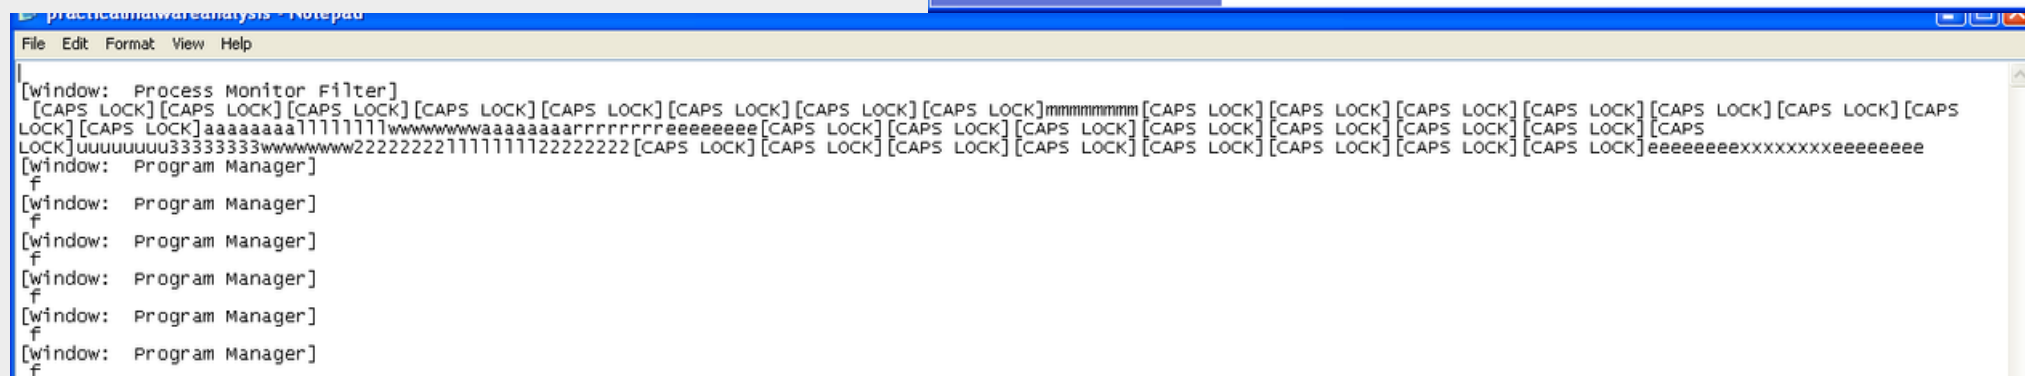 practicalmalwareanalysis - Notepad
File Edit Format View Help
[Window: Process Monitor Filter]
[CAPS LOCK][CAPS LOCK][CAPS LOCK][CAPS LOCK][CAPS LOCK][CAPS LOCK][CAPS LOCK][CAPS LOCK]mmmmmmmm[CAPS LOCK][CAPS LOCK][CAPS LOCK][CAPS LOCK][CAPS LOCK][CAPS LOCK][CAPS
LOCK][CAPS LOCK]aaaaaaaallllllllwwwwwwwwaaaaaaaarrrrrrrreeeeeeee[CAPS LOCK][CAPS LOCK][CAPS LOCK][CAPS LOCK][CAPS LOCK][CAPS LOCK][CAPS LOCK][CAPS
LOCK]uuuuuuuu33333333wwwwwwww22222222llllllll22222222[CAPS LOCK][CAPS LOCK][CAPS LOCK][CAPS LOCK][CAPS LOCK][CAPS LOCK][CAPS LOCK][CAPS LOCK]eeeeeeeexxxxxxxxeeeeeeee
[Window: Program Manager]
f
[Window: Program Manager]
f
[Window: Program Manager]
f
[Window: Program Manager]
f
[Window: Program Manager]
f
[Window: Program Manager]
f